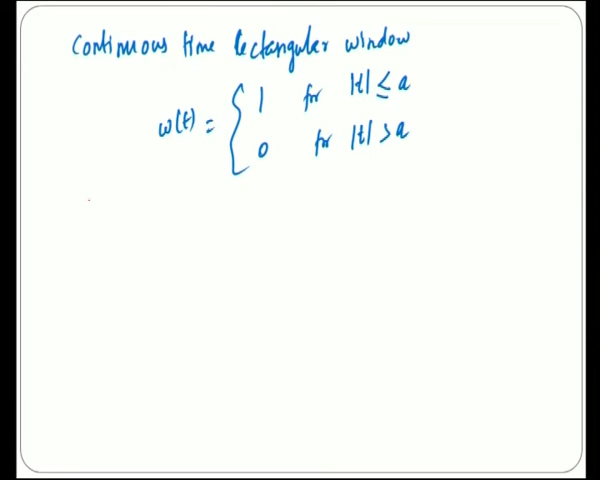 Continuous time Rectangular window
w(t) = { 1 for |t| ≤ a
0 for |t| > a